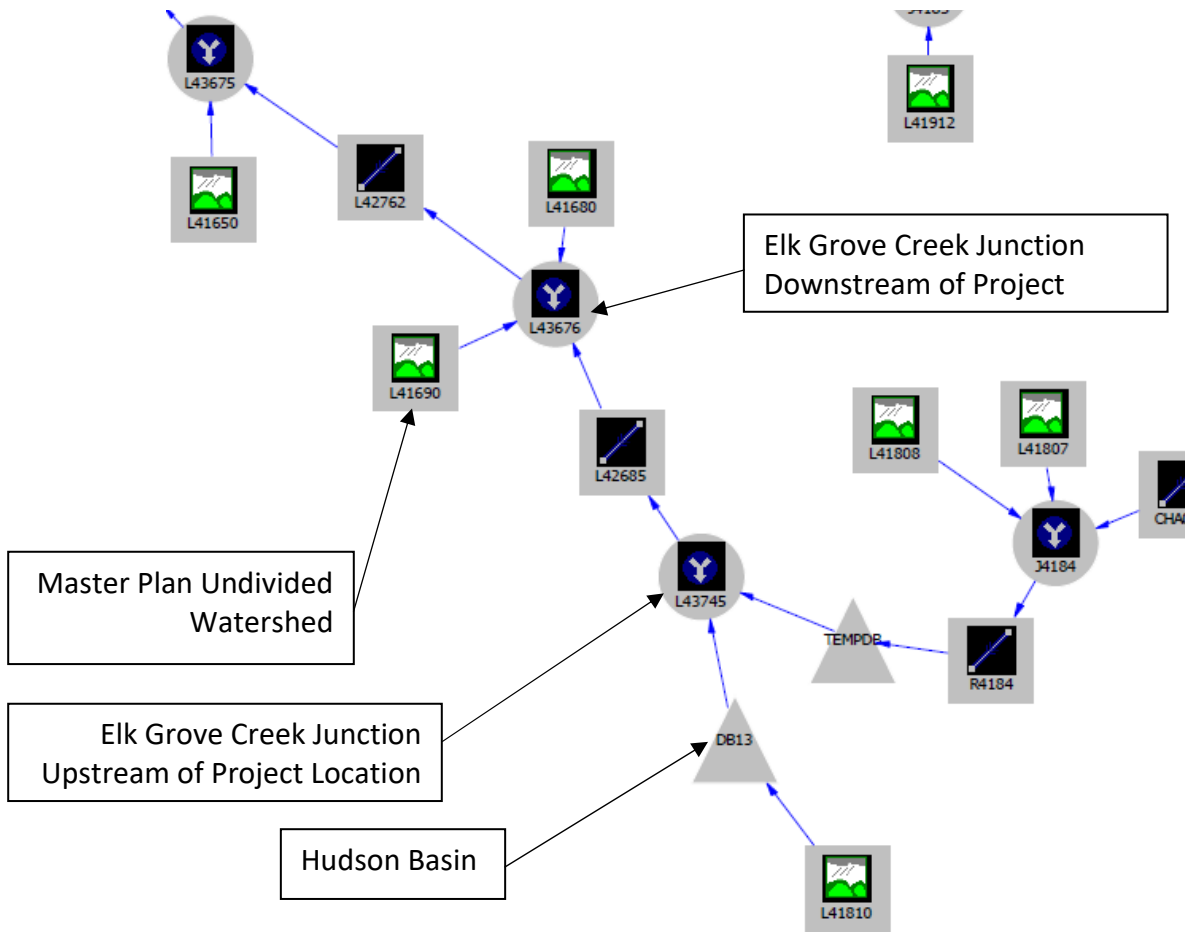 L43675
L41912
L41650
L42762
L41680
Elk Grove Creek Junction
Downstream of Project
L43676
L41690
L41808
L41807
L42685
J4184
Master Plan Undivided
Watershed
L43745
TEMPDB
R4184
Elk Grove Creek Junction
Upstream of Project Location
DB13
Hudson Basin
L41810